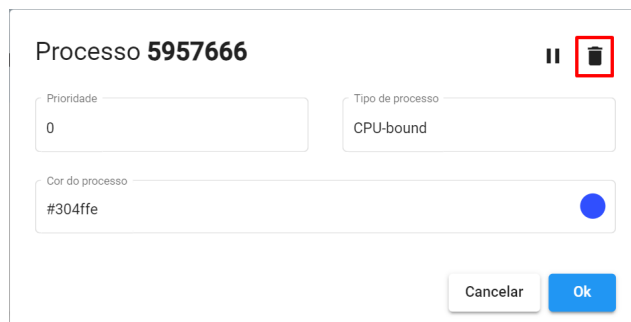 Processo 5957666
Prioridade
0
Tipo de processo
CPU-bound
Cor do processo
#304ffe
Cancelar
Ok